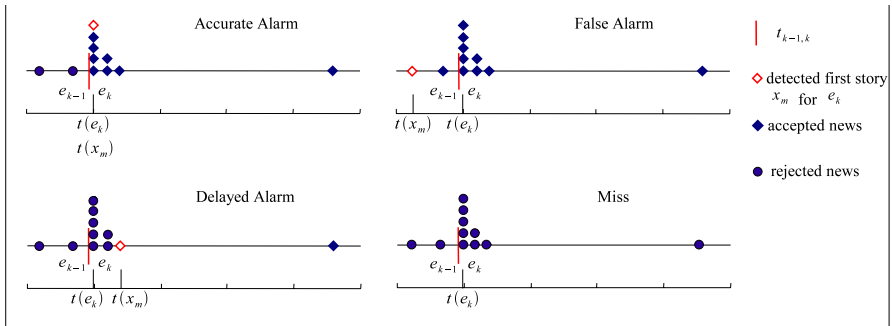 Accurate Alarm
e_{k−1} e_k
t(e_k)
t(x_m)
False Alarm
e_{k−1} e_k
t(x_m) t(e_k)
t_{k−1,k}
detected first story
x_m for e_k
accepted news
rejected news
Delayed Alarm
e_{k−1} e_k
t(e_k) t(x_m)
Miss
e_{k−1} e_k
t(e_k)